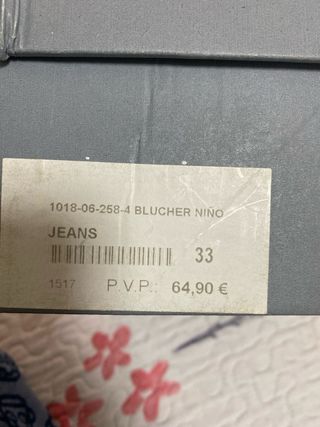 1018-06-258-4 BLUCHER NIÑO
JEANS
33
1517 P.V.P.: 64,90 €